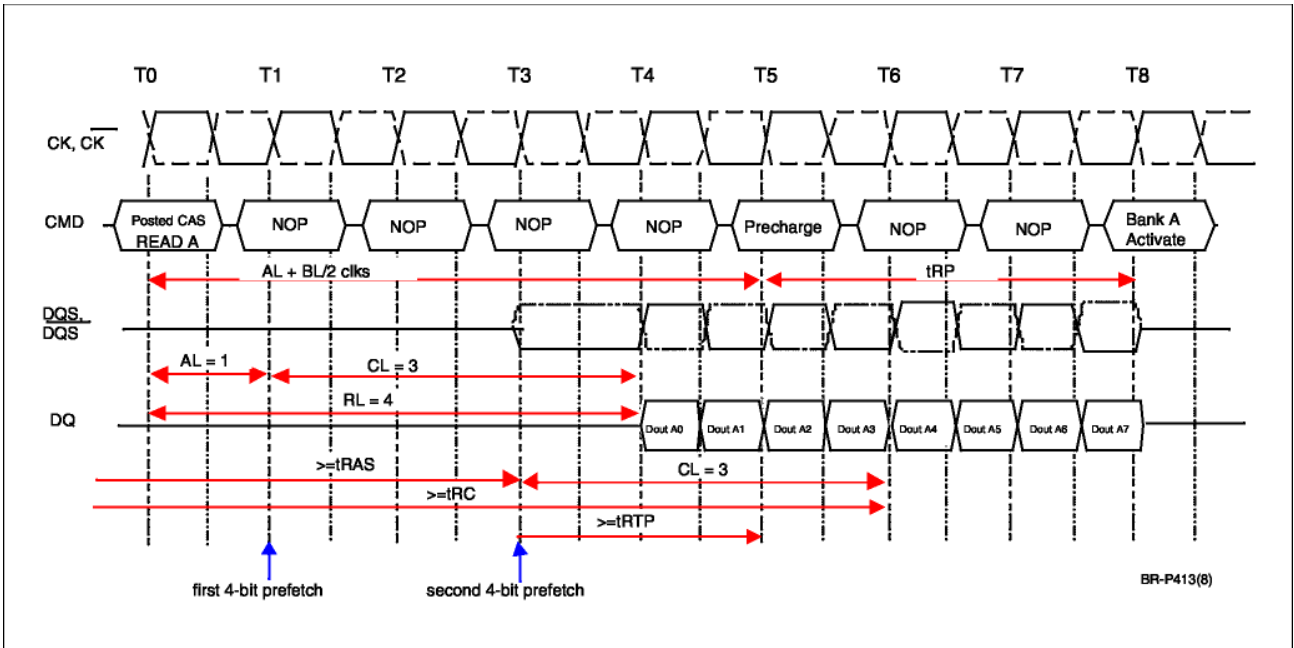 T0 T1 T2 T3 T4 T5 T6 T7 T8
CK, CK
CMD
Posted CAS
READ A
NOP
NOP
NOP
NOP
Precharge
NOP
NOP
Bank A
Activate
AL + BL/2 clks
tRP
DQS,
DQS
AL = 1
CL = 3
RL = 4
DQ
Dout A0 Dout A1 Dout A2 Dout A3 Dout A4 Dout A5 Dout A6 Dout A7
>=tRAS
CL = 3
>=tRC
>=tRTP
first 4-bit prefetch
second 4-bit prefetch
BR-P413(8)